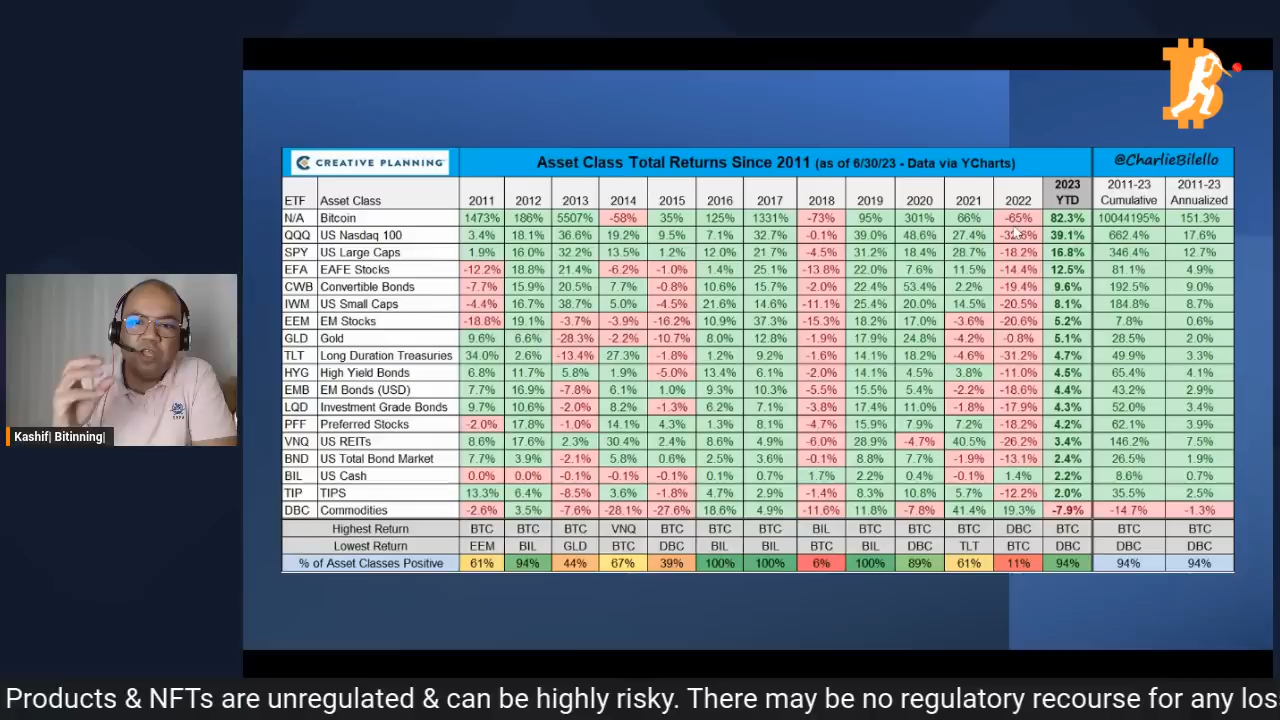 CREATIVE PLANNING Asset Class Total Returns Since 2011 (as of 6/30/23 - Data via YCharts) @CharlieBilello
ETF Asset Class 2011 2012 2013 2014 2015 2016 2017 2018 2019 2020 2021 2022 2023 YTD 2011-23 Cumulative 2011-23 Annualized
N/A Bitcoin 1473% 186% 5507% -58% 35% 125% 1331% -73% 95% 301% 66% -65% 82.3% 10044195% 151.3%
QQQ US Nasdaq 100 3.4% 18.1% 36.6% 19.2% 9.5% 7.1% 32.7% -0.1% 39.0% 48.6% 27.4% 39.1% 662.4% 17.6%
SPY US Large Caps 1.9% 16.0% 32.2% 13.5% 1.2% 12.0% 21.7% -4.5% 31.2% 18.4% 28.7% -18.2% 16.8% 346.4% 12.7%
EFA EAFE Stocks -12.2% 18.8% 21.4% -6.2% -1.0% 1.4% 25.1% -13.8% 22.0% 7.6% 11.5% -14.4% 12.5% 81.1% 4.9%
CWB Convertible Bonds -7.7% 15.9% 20.5% 7.7% -0.8% 10.6% 15.7% -2.0% 22.4% 53.4% 2.2% -19.4% 9.6% 192.5% 9.0%
IWM US Small Caps -4.4% 16.7% 38.7% 5.0% -4.5% 21.6% 14.6% -11.1% 25.4% 20.0% 14.5% -20.5% 8.1% 184.8% 8.7%
EEM EM Stocks -18.8% 19.1% -3.7% -3.9% -16.2% 10.9% 37.3% -15.3% 18.2% 17.0% -3.6% -20.6% 5.2% 7.8% 0.6%
GLD Gold 9.6% 6.6% -28.3% -2.2% -10.7% 8.0% 12.8% -1.9% 17.9% 24.8% -4.2% -0.8% 5.1% 28.5% 2.0%
TLT Long Duration Treasuries 34.0% 2.6% -13.4% 27.3% -1.8% 1.2% 9.2% -1.6% 14.1% 18.2% -4.6% -31.2% 4.7% 49.9% 3.3%
HYG High Yield Bonds 6.8% 11.7% 5.8% 1.9% -5.0% 13.4% 6.1% -2.0% 14.1% 4.5% 3.8% -11.0% 4.5% 65.4% 4.1%
EMB EM Bonds (USD) 7.7% 16.9% -7.8% 6.1% 1.0% 9.3% 10.3% -5.5% 15.5% 5.4% -2.2% -18.6% 4.4% 43.2% 2.9%
LQD Investment Grade Bonds 9.7% 10.6% -2.0% 8.2% -1.3% 6.2% 7.1% -3.8% 17.4% 11.0% -1.8% -17.9% 4.3% 52.0% 3.4%
PFF Preferred Stocks -2.0% 17.8% -1.0% 14.1% 4.3% 1.3% 8.1% -4.7% 15.9% 7.9% 7.2% -18.2% 4.2% 62.1% 3.9%
VNQ US REITs 8.6% 17.6% 2.3% 30.4% 2.4% 8.6% 4.9% -6.0% 28.9% -4.7% 40.5% -26.2% 3.4% 146.2% 7.5%
BND US Total Bond Market 7.7% 3.9% -2.1% 5.8% 0.6% 2.5% 3.6% -0.1% 8.8% 7.7% -1.9% -13.1% 2.4% 26.5% 1.9%
BIL US Cash 0.0% 0.0% -0.1% -0.1% -0.1% 0.1% 0.7% 1.7% 2.2% 0.4% -0.1% 1.4% 2.2% 8.6% 0.7%
TIP TIPS 13.3% 6.4% -8.5% 3.6% -1.8% 4.7% 2.9% -1.4% 8.3% 10.8% 5.7% -12.2% 2.0% 35.5% 2.5%
DBC Commodities -2.6% 3.5% -7.6% -28.1% -27.6% 18.6% 4.9% -11.6% 11.8% -7.8% 41.4% 19.3% -7.9% -14.7% -1.3%
Highest Return BTC BTC BTC VNQ BTC BTC BTC BIL BTC BTC BTC DBC BTC BTC BTC
Lowest Return EEM BIL GLD BTC DBC BIL BIL BTC BIL DBC TLT BTC DBC DBC DBC
% of Asset Classes Positive 61% 94% 44% 67% 39% 100% 100% 6% 100% 89% 61% 11% 94% 94% 94%
Kashif| Bitinning|
Products & NFTs are unregulated & can be highly risky. There may be no regulatory recourse for any los